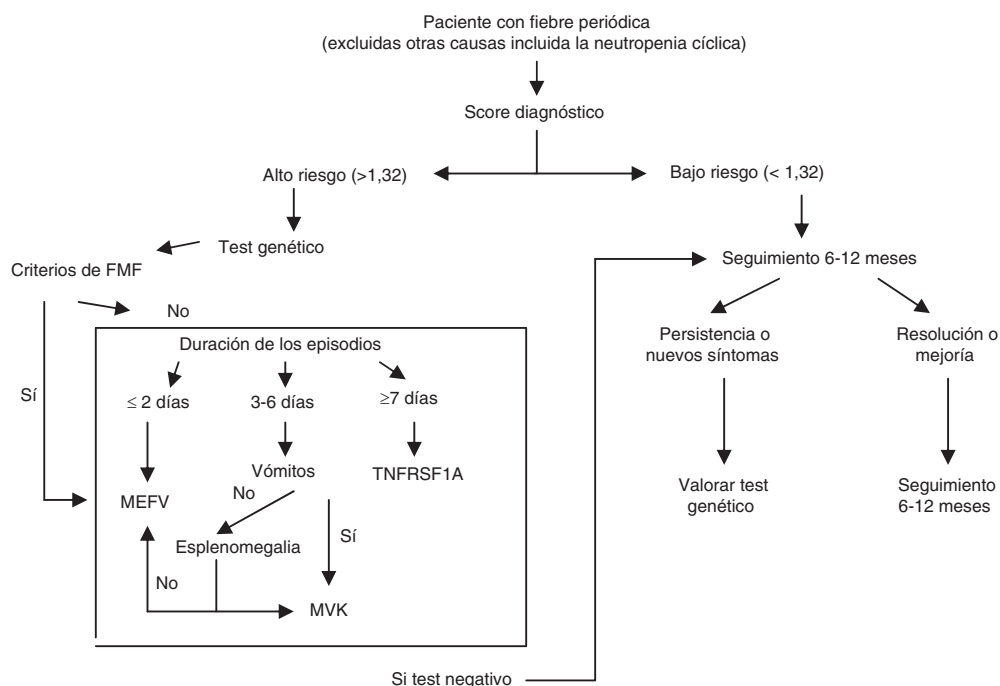 Paciente con fiebre periódica
(excluidas otras causas incluida la neutropenia cíclica)
Score diagnóstico
Alto riesgo (>1,32)
Bajo riesgo (< 1,32)
Test genético
Seguimiento 6-12 meses
Criterios de FMF
No
Persistencia o
nuevos síntomas
Resolución o
mejoría
Duración de los episodios
Sí
≤ 2 días
3-6 días
≥7 días
Vómitos
TNFRSF1A
Valorar test
genético
Seguimiento
6-12 meses
MEFV
No
Sí
Esplenomegalia
No
MVK
Si test negativo